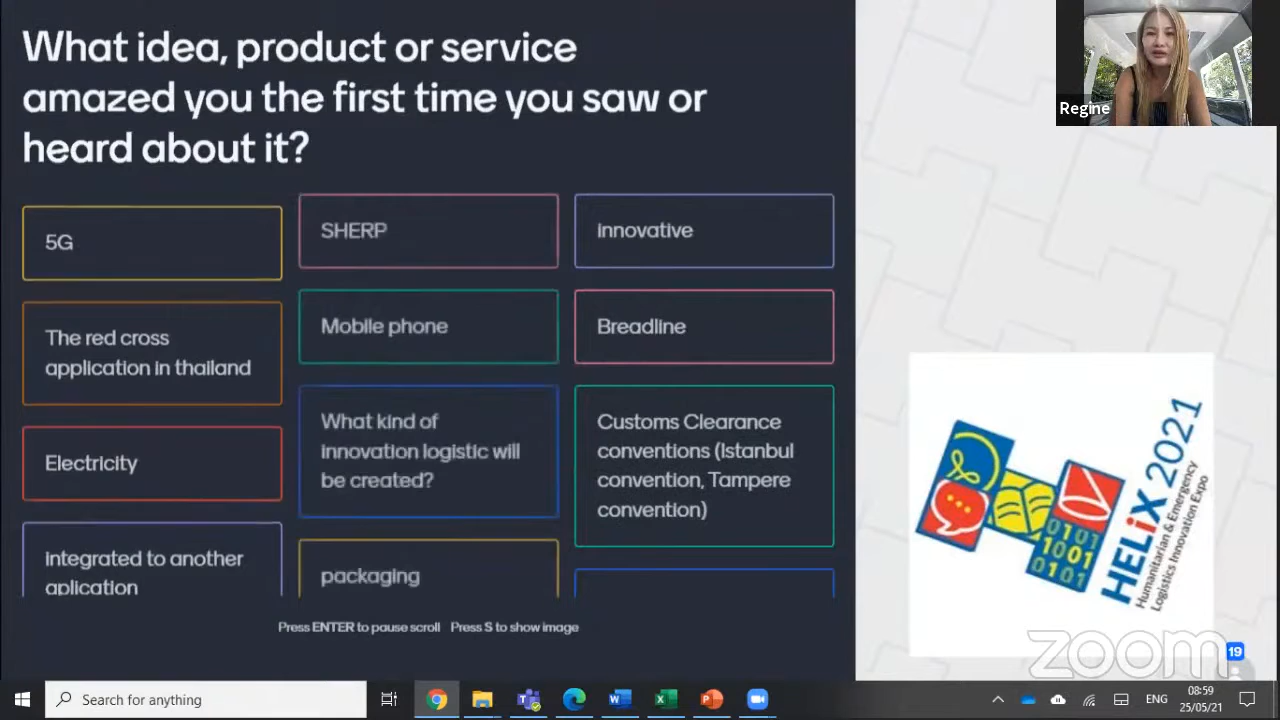 What idea, product or service
amazed you the first time you saw or
heard about it?
5G
The red cross
application in thailand
Electricity
integrated to another
aplication
SHERP
Mobile phone
What kind of
innovation logistic will
be created?
packaging
innovative
Breadline
Customs Clearance
conventions (Istanbul
convention, Tampere
convention)
Press ENTER to pause scroll Press S to show image
Regine
0101
1001
0101
HELiX 2021
Humanitarian & Emergency
Logistics Innovation Expo
zoom
19
Search for anything
ENG
08:59
25/05/21